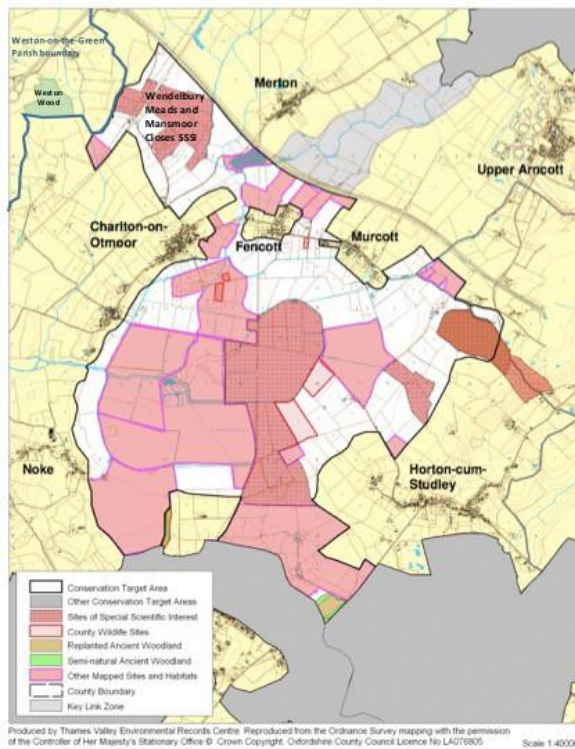 Weston-on-the-Green
Parish boundary
Weston
Wood
Wendelbury
Meads and
Mansmoor
Closes SSSI
Merton
Upper Arncott
Charlton-on-
Otmoor
Fencott
Murcott
Noke
Horton-cum-
Studley
Conservation Target Area
Other Conservation Target Areas
Sites of Special Scientific Interest
County Wildlife Sites
Replanted Ancient Woodland
Semi-natural Ancient Woodland
Other Mapped Sites and Habitats
County Boundary
Key Link Zone
Produced by Thames Valley Environmental Records Centre. Reproduced from the Ordnance Survey mapping with the permission
of the Controller of Her Majesty's Stationary Office © Crown Copyright. Oxfordshire County Council Licence No LA076805
Scale 1:40000